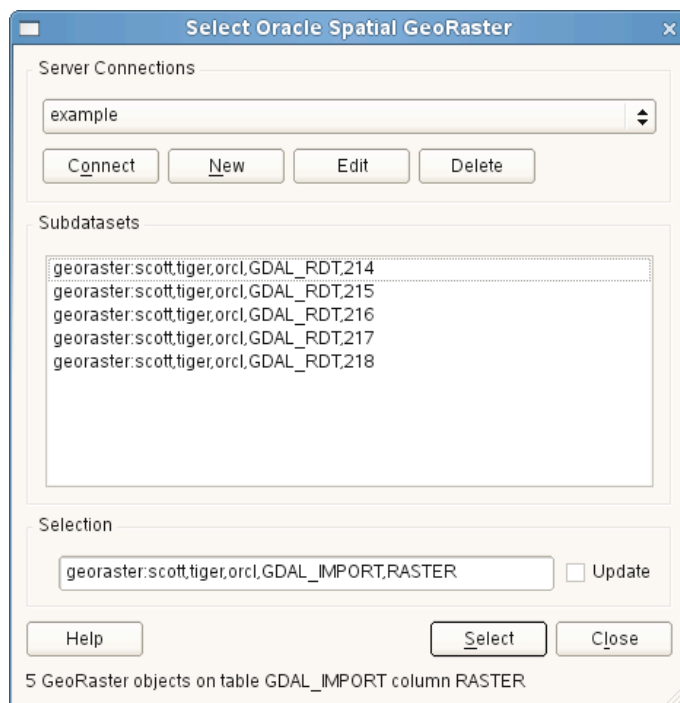 Select Oracle Spatial GeoRaster
Server Connections
example
Connect New Edit Delete
Subdatasets
georaster:scott,tiger,orcl,GDAL_RDT,214
georaster:scott,tiger,orcl,GDAL_RDT,215
georaster:scott,tiger,orcl,GDAL_RDT,216
georaster:scott,tiger,orcl,GDAL_RDT,217
georaster:scott,tiger,orcl,GDAL_RDT,218
Selection
georaster:scott,tiger,orcl,GDAL_IMPORT,RASTER Update
Help Select Close
5 GeoRaster objects on table GDAL_IMPORT column RASTER